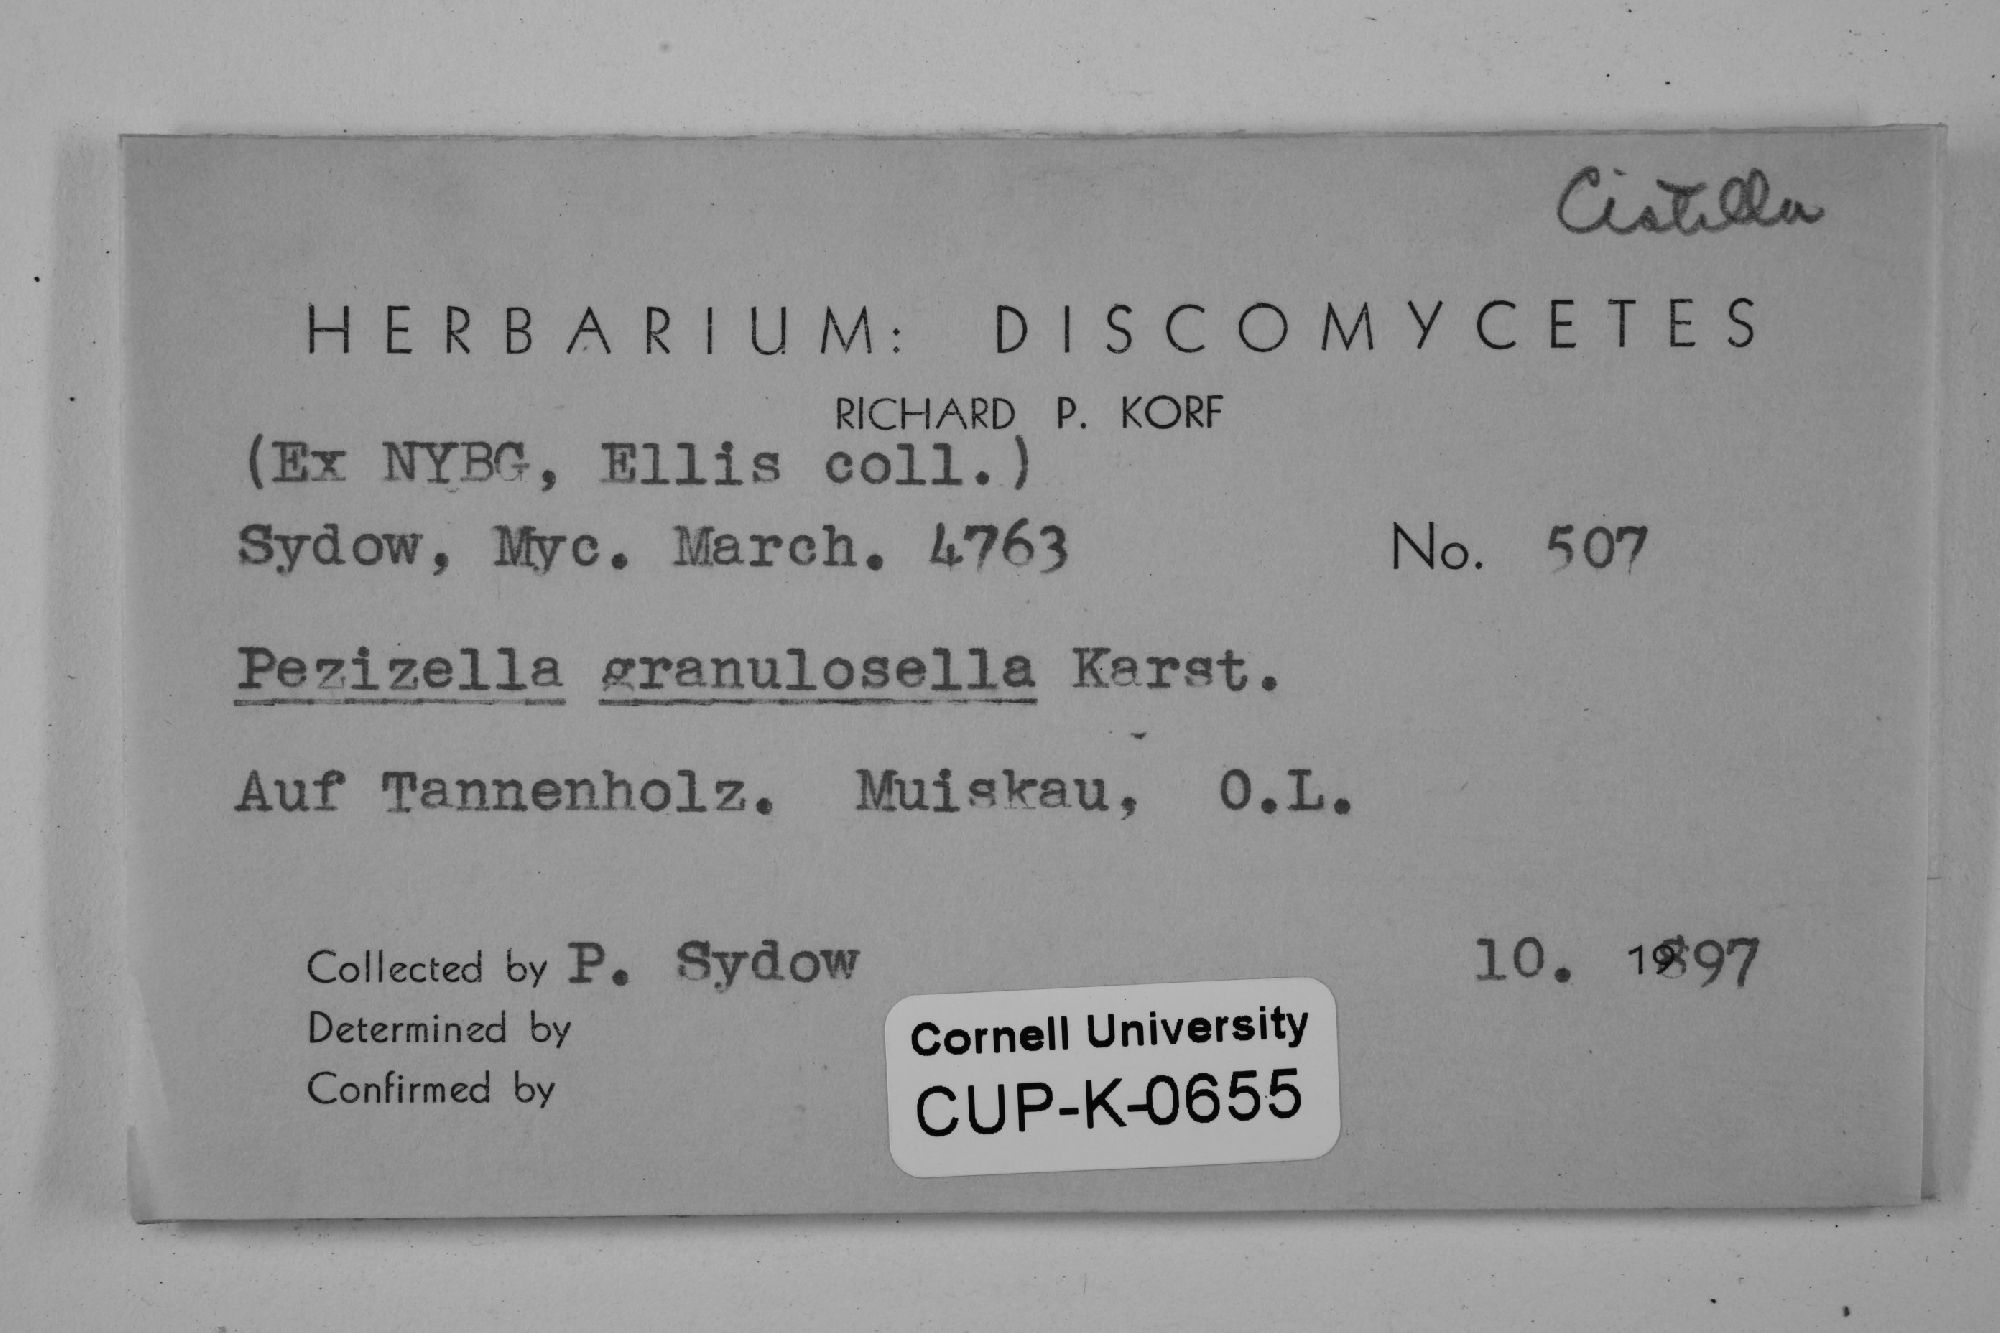 Cistella
HERBARIUM: DISCOMYCETES
RICHARD P. KORF
(Ex NYBG, Ellis coll.)
Sydow, Myc. March. 4763 No. 507
Pezizella granulosella Karst.
Auf Tannenholz. Muiskau, O.L.
Collected by P. Sydow 10. 1897
Determined by
Confirmed by
Cornell University
CUP-K-0655